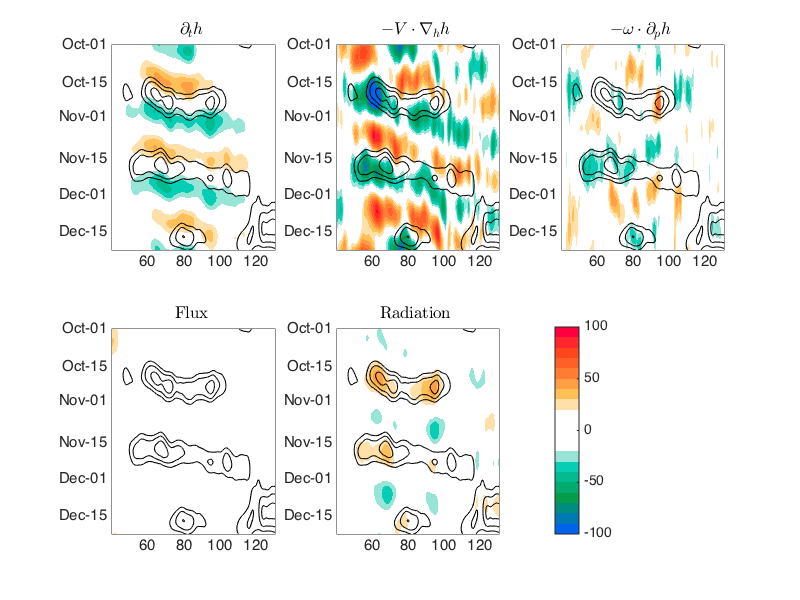 ∂ₜh
−V · ∇ₕh
−ω · ∂ₚh
Oct-01
Oct-15
Nov-01
Nov-15
Dec-01
Dec-15
60 80 100 120
Oct-01
Oct-15
Nov-01
Nov-15
Dec-01
Dec-15
60 80 100 120
Oct-01
Oct-15
Nov-01
Nov-15
Dec-01
Dec-15
60 80 100 120
Flux
Radiation
Oct-01
Oct-15
Nov-01
Nov-15
Dec-01
Dec-15
60 80 100 120
Oct-01
Oct-15
Nov-01
Nov-15
Dec-01
Dec-15
60 80 100 120
100
50
0
-50
-100